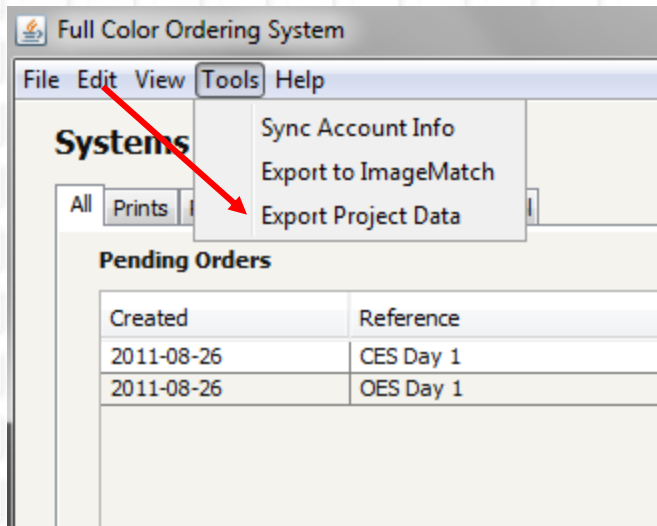 Full Color Ordering System
File Edit View Tools Help
Sync Account Info
Export to ImageMatch
Export Project Data
Systems
All Prints
Pending Orders
Created Reference
2011-08-26 CES Day 1
2011-08-26 OES Day 1